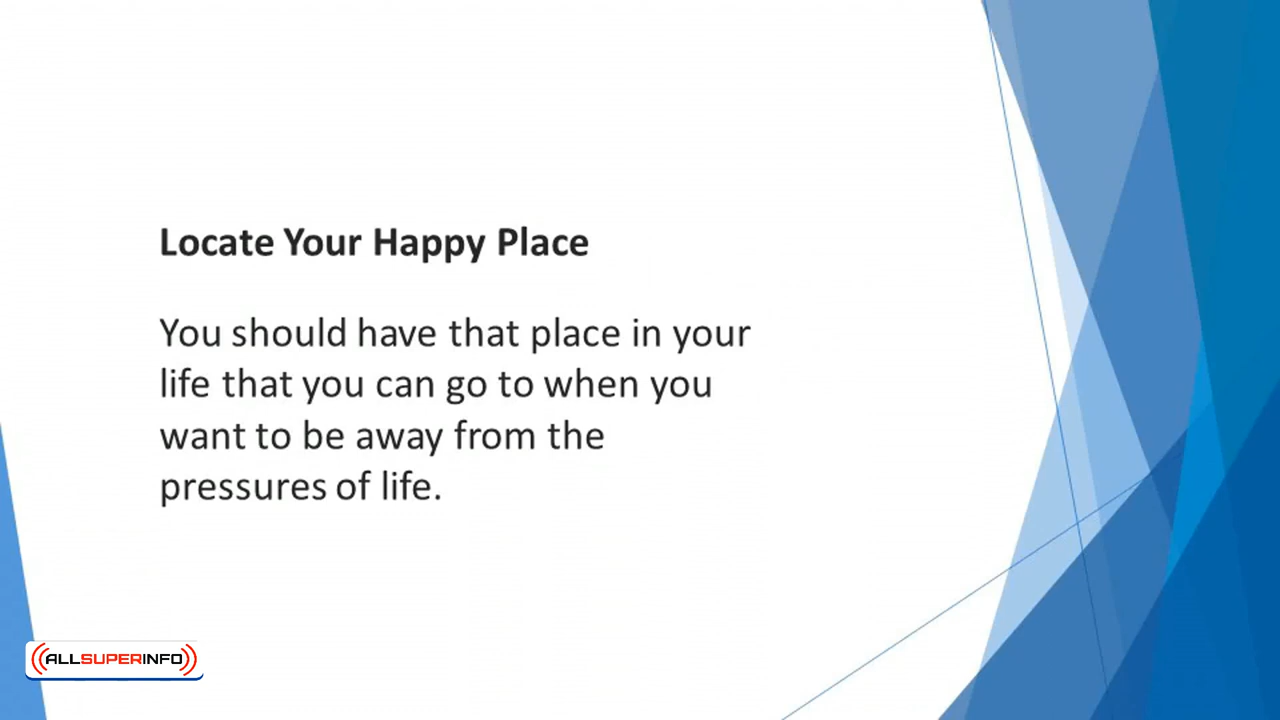 Locate Your Happy Place
You should have that place in your
life that you can go to when you
want to be away from the
pressures of life.
ALLSUPERINFO